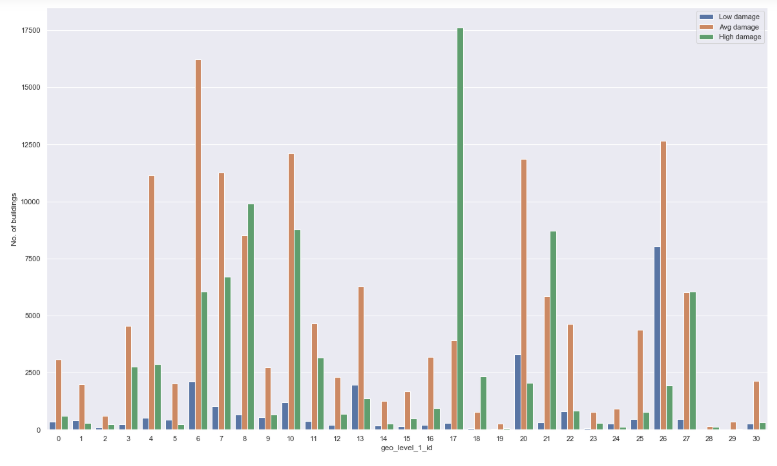 Low damage
Avg damage
High damage
No. of buildings
17500
15000
12500
10000
7500
5000
2500
0
0 1 2 3 4 5 6 7 8 9 10 11 12 13 14 15 16 17 18 19 20 21 22 23 24 25 26 27 28 29 30
geo_level_1_id